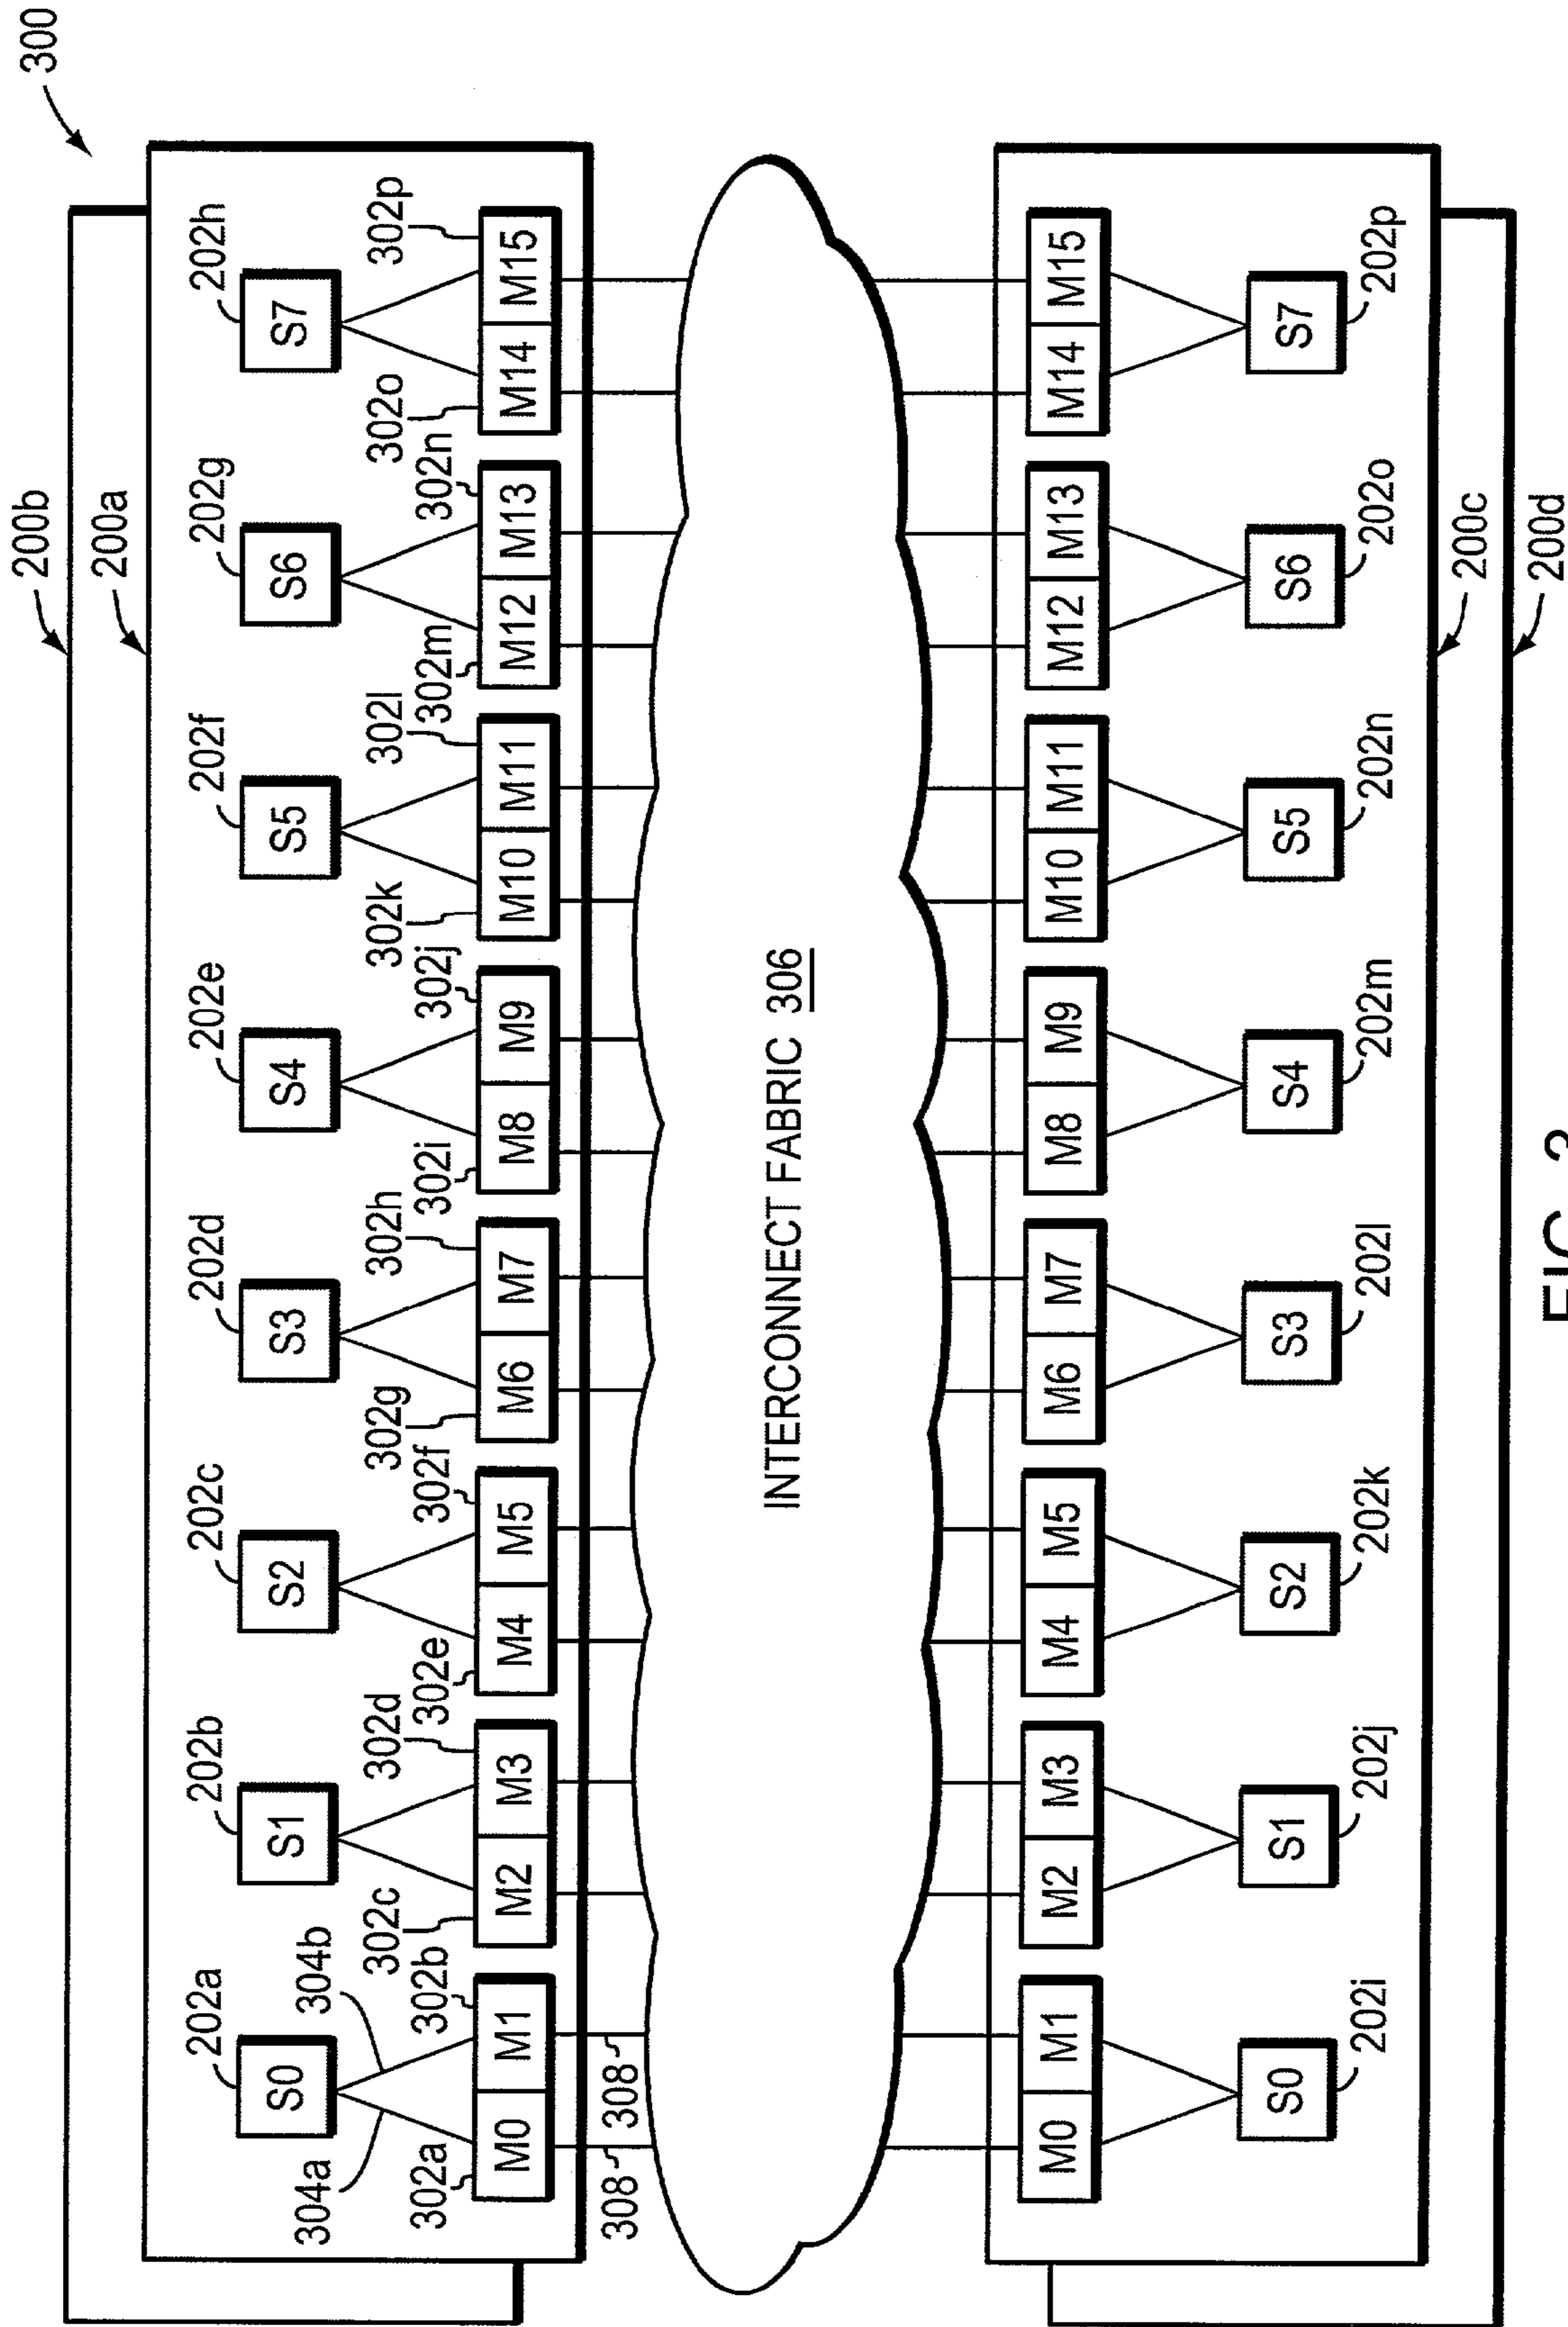 300
200b
200a
202a
202b
202c
202d
202e
202f
202g
202h
S0
S1
S2
S3
S4
S5
S6
S7
304a
304b
302a
302b
302c
302d
302e
302f
302g
302h
302i
302j
302k
302l
302m
302n
302o
302p
M0 M1
M2 M3
M4 M5
M6 M7
M8 M9
M10 M11
M12 M13
M14 M15
308
308
INTERCONNECT FABRIC 306
M0 M1
M2 M3
M4 M5
M6 M7
M8 M9
M10 M11
M12 M13
M14 M15
S0
S1
S2
S3
S4
S5
S6
S7
202i
202j
202k
202l
202m
202n
202o
202p
200c
200d